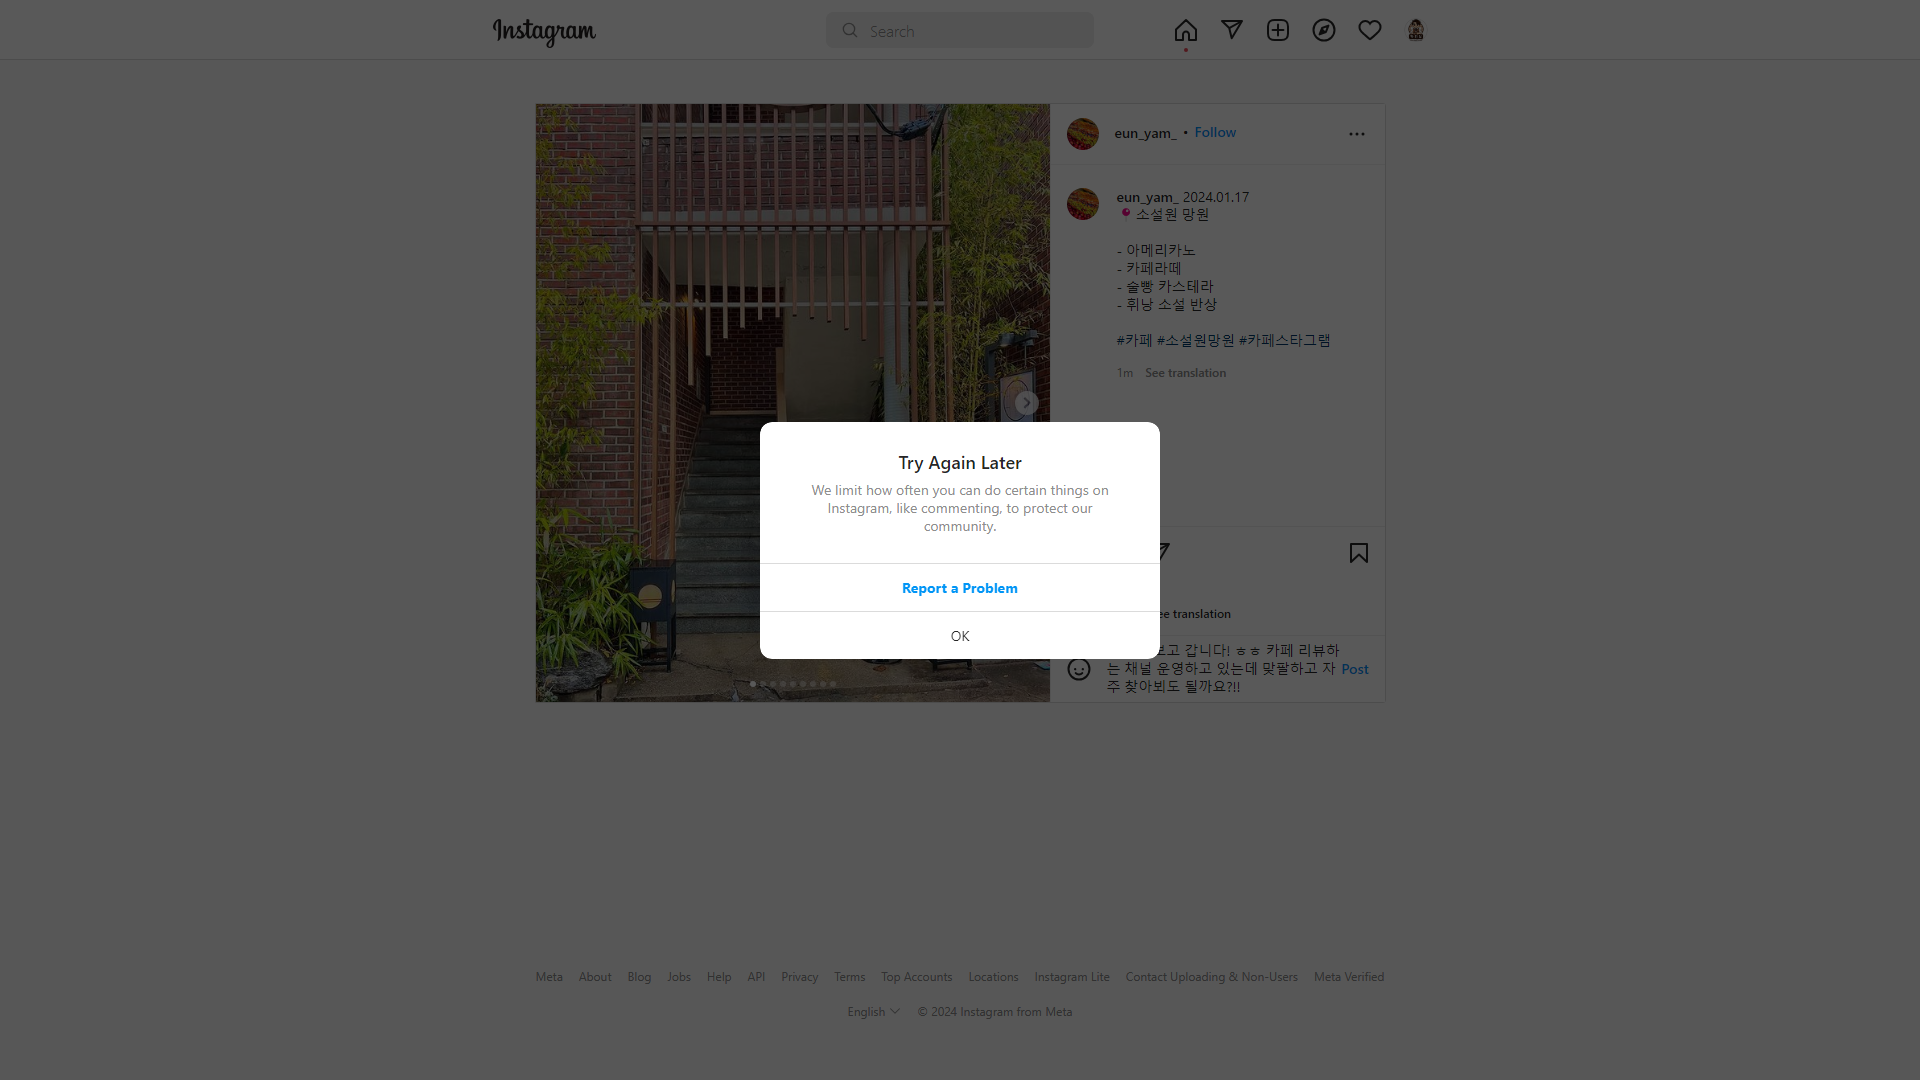 Instagram
Search
eun_yam_ • Follow
eun_yam_ 2024.01.17
소설원 망원
- 아메리카노
- 카페라떼
- 술빵 카스테라
- 휘낭 소설 반상
#카페 #소설원망원 #카페스타그램
1m See translation
Try Again Later
We limit how often you can do certain things on
Instagram, like commenting, to protect our
community.
Report a Problem
OK
translation
갑니다! ㅎㅎ 카페 리뷰하
는 채널 운영하고 있는데 맞팔하고 자
주 찾아뵈도 될까요?!!
Post
Meta About Blog Jobs Help API Privacy Terms Top Accounts Locations Instagram Lite Contact Uploading & Non-Users Meta Verified
English © 2024 Instagram from Meta